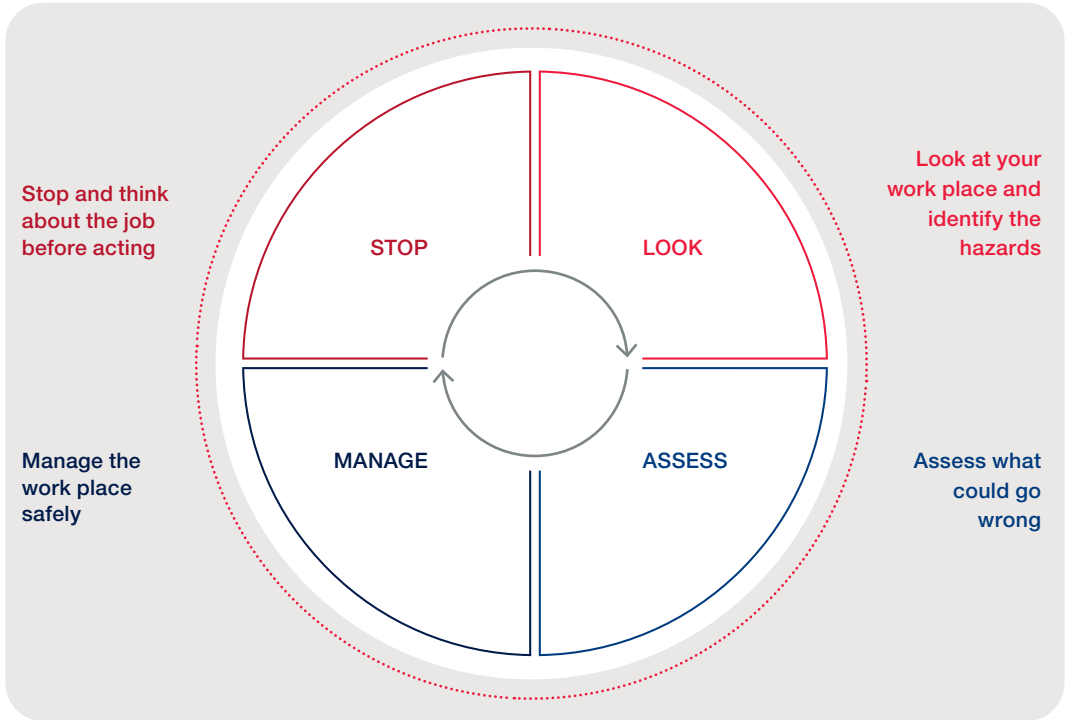 Stop and think
about the job
before acting
STOP
LOOK
Look at your
work place and
identify the
hazards
Manage the
work place
safely
MANAGE
ASSESS
Assess what
could go
wrong